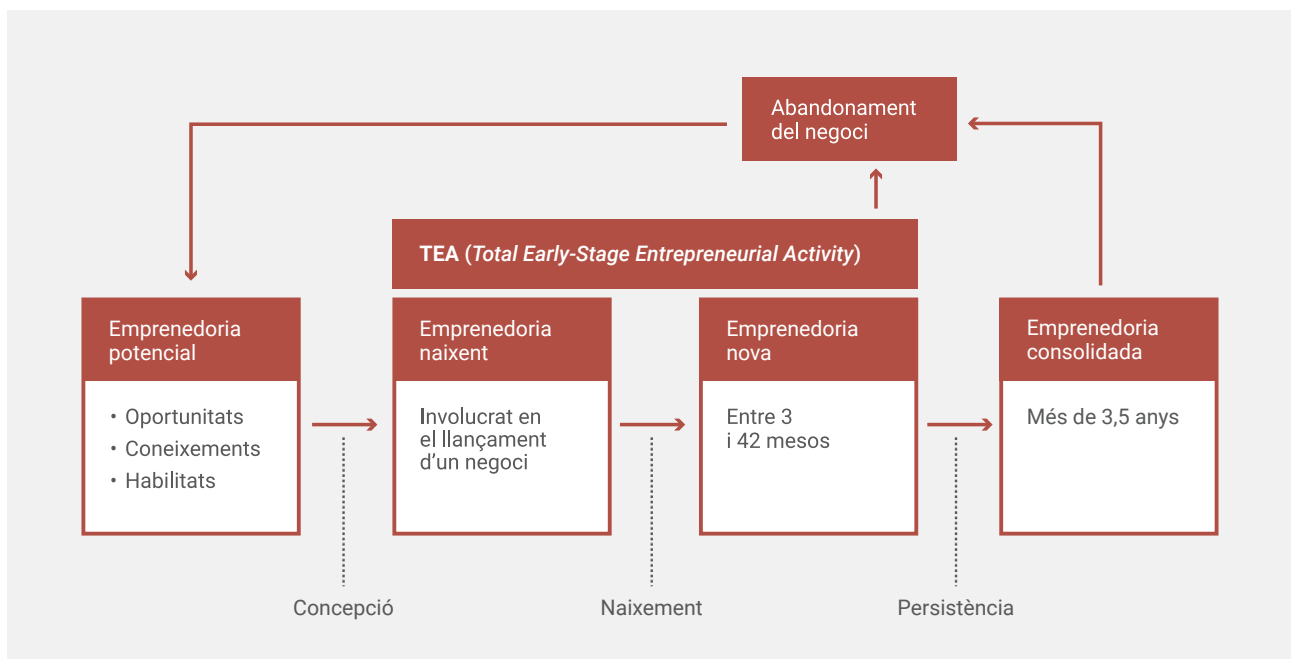 Abandonament
del negoci
TEA (Total Early-Stage Entrepreneurial Activity)
Emprenedoria
potencial
• Oportunitats
• Coneixements
• Habilitats
Emprenedoria
naixent
Involucrat en
el llançament
d’un negoci
Emprenedoria
nova
Entre 3
i 42 mesos
Emprenedoria
consolidada
Més de 3,5 anys
Concepció
Naixement
Persistència